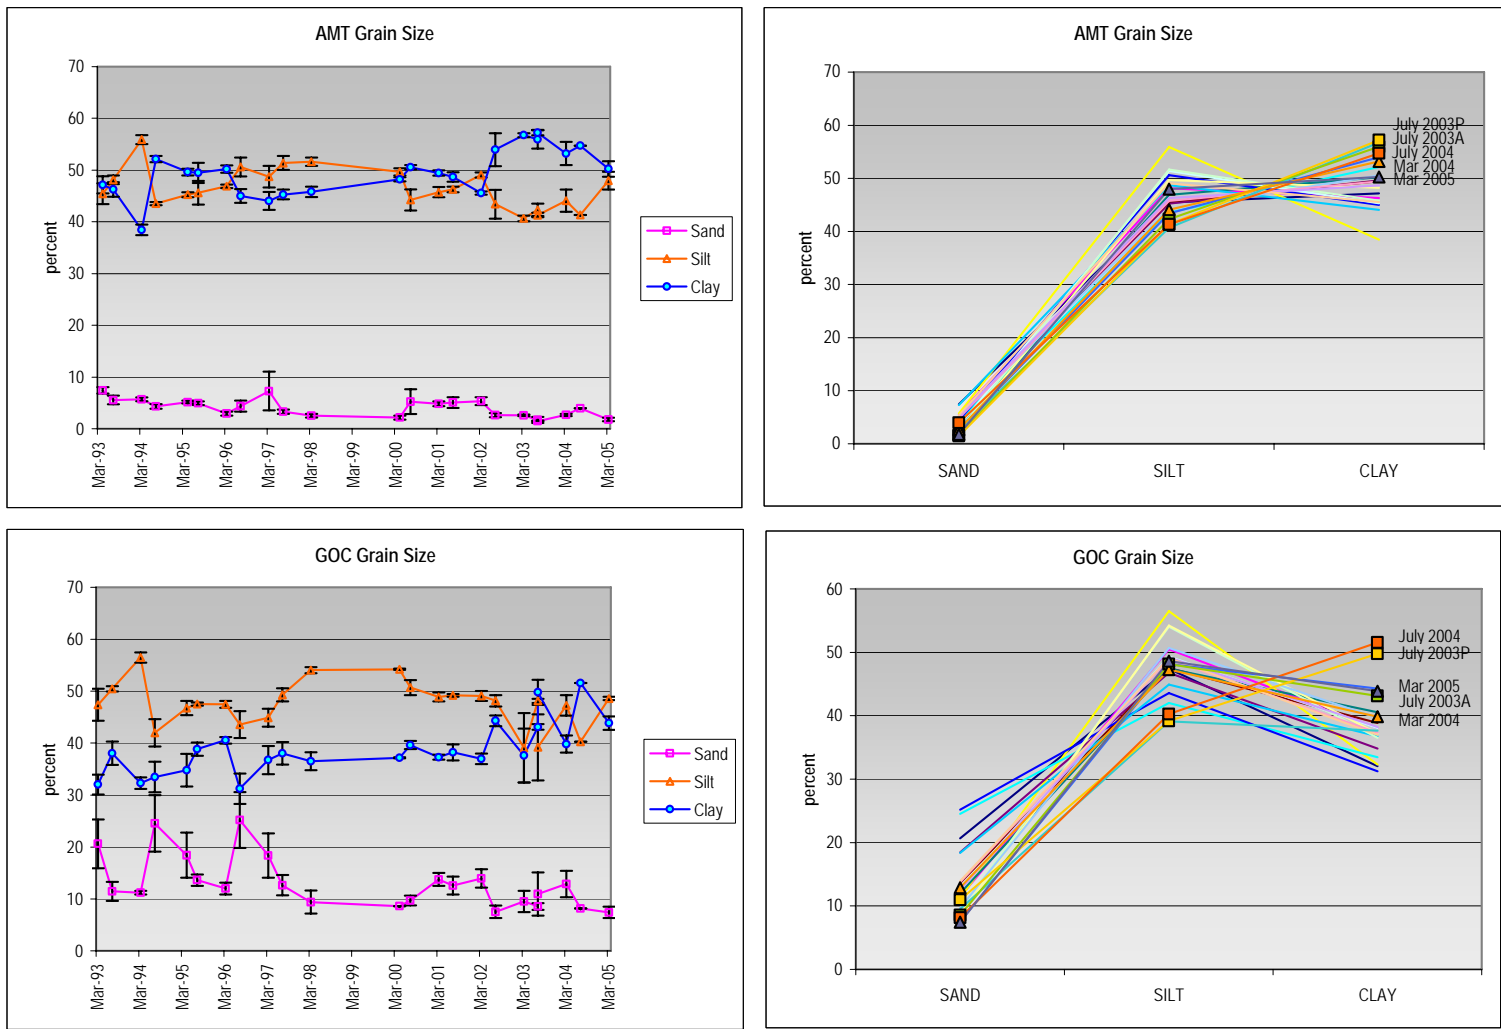 AMT Grain Size
percent
70
60
50
40
30
20
10
0
Mar-93
Mar-94
Mar-95
Mar-96
Mar-97
Mar-98
Mar-99
Mar-00
Mar-01
Mar-02
Mar-03
Mar-04
Mar-05
Sand
Silt
Clay
AMT Grain Size
percent
70
60
50
40
30
20
10
0
SAND
SILT
CLAY
July 2003P
July 2003A
July 2004
Mar 2004
Mar 2005
GOC Grain Size
percent
70
60
50
40
30
20
10
0
Mar-93
Mar-94
Mar-95
Mar-96
Mar-97
Mar-98
Mar-99
Mar-00
Mar-01
Mar-02
Mar-03
Mar-04
Mar-05
Sand
Silt
Clay
GOC Grain Size
percent
60
50
40
30
20
10
0
SAND
SILT
CLAY
July 2004
July 2003P
Mar 2005
July 2003A
Mar 2004